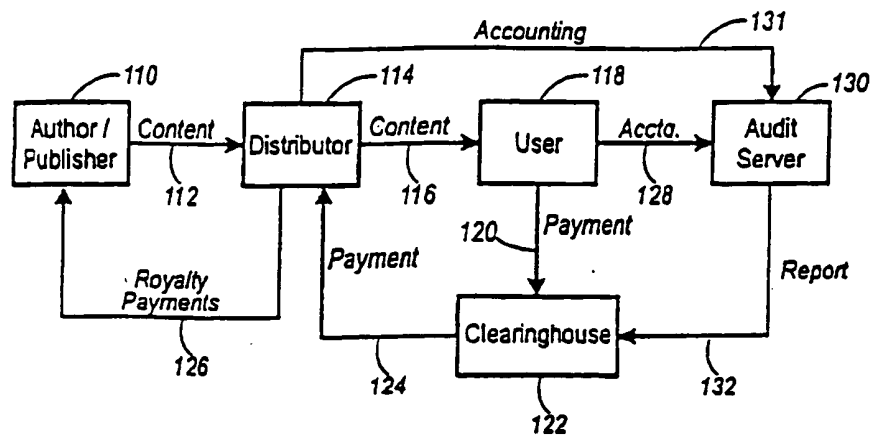 Accounting
131
110
114
118
130
Author /
Publisher
Content
112
Distributor
Content
116
User
Accta.
128
Audit
Server
Royalty
Payments
126
Payment
124
120
Payment
Clearinghouse
122
Report
132